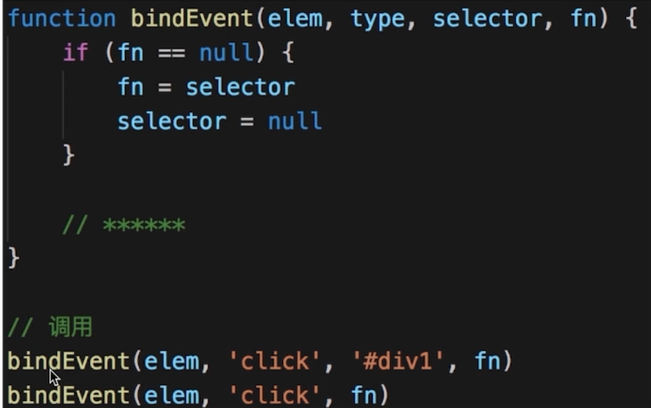 function bindEvent(elem, type, selector, fn) {
if (fn == null) {
fn = selector
selector = null
}
// ******
}
// 调用
bindEvent(elem, 'click', '#div1', fn)
bindEvent(elem, 'click', fn)